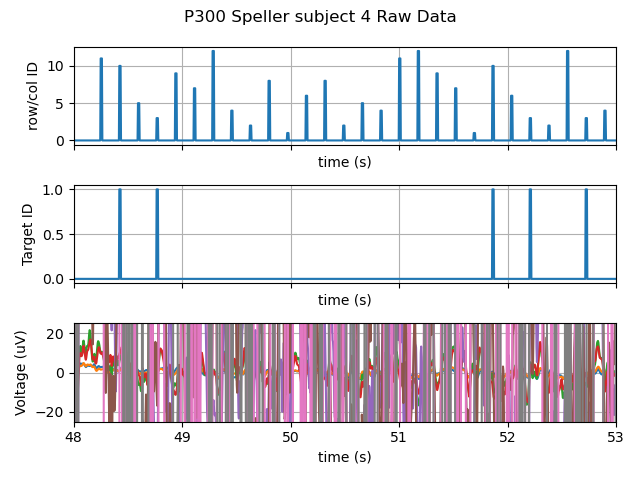 P300 Speller subject 4 Raw Data
row/col ID
10
5
0
time (s)
Target ID
1.0
0.5
0.0
time (s)
Voltage (uV)
20
0
−20
48 49 50 51 52 53
time (s)